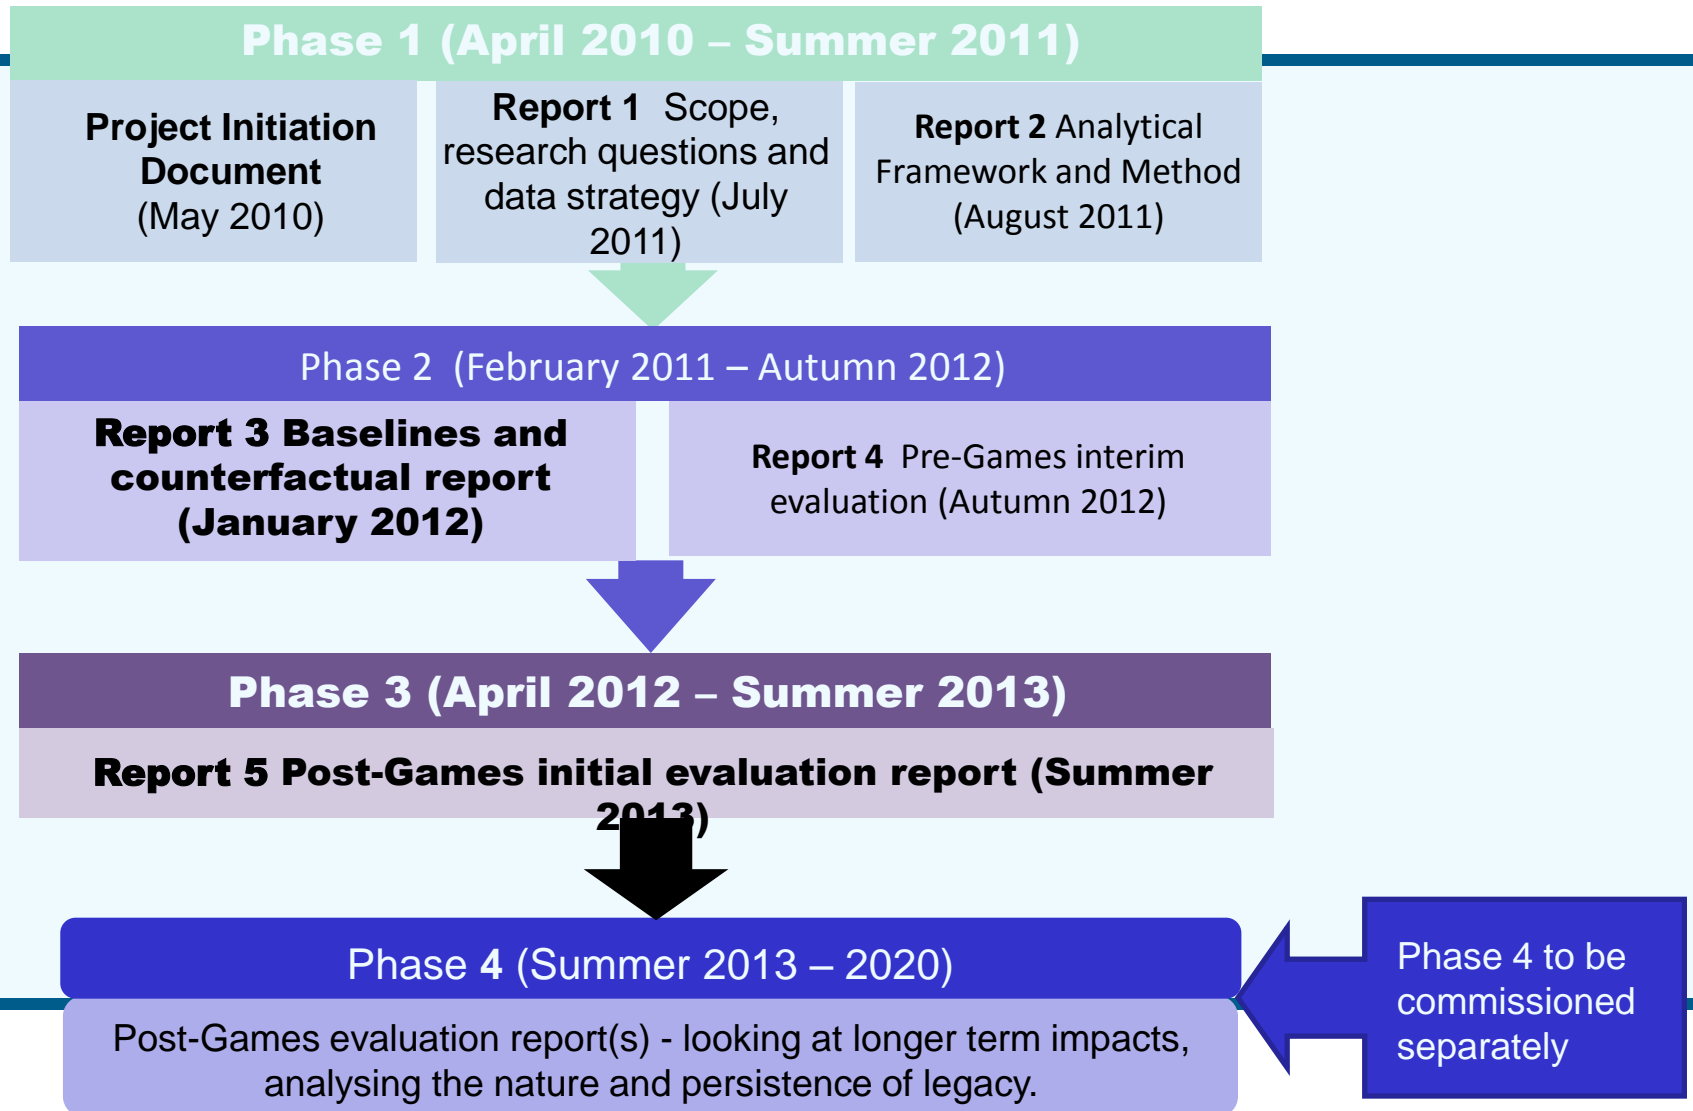 Phase 1 (April 2010 – Summer 2011)
Project Initiation
Document
(May 2010)
Report 1 Scope,
research questions and
data strategy (July
2011)
Report 2 Analytical
Framework and Method
(August 2011)
Phase 2 (February 2011 – Autumn 2012)
Report 3 Baselines and
counterfactual report
(January 2012)
Report 4 Pre-Games interim
evaluation (Autumn 2012)
Phase 3 (April 2012 – Summer 2013)
Report 5 Post-Games initial evaluation report (Summer
2013)
Phase 4 (Summer 2013 – 2020)
Post-Games evaluation report(s) - looking at longer term impacts,
analysing the nature and persistence of legacy.
Phase 4 to be
commissioned
separately